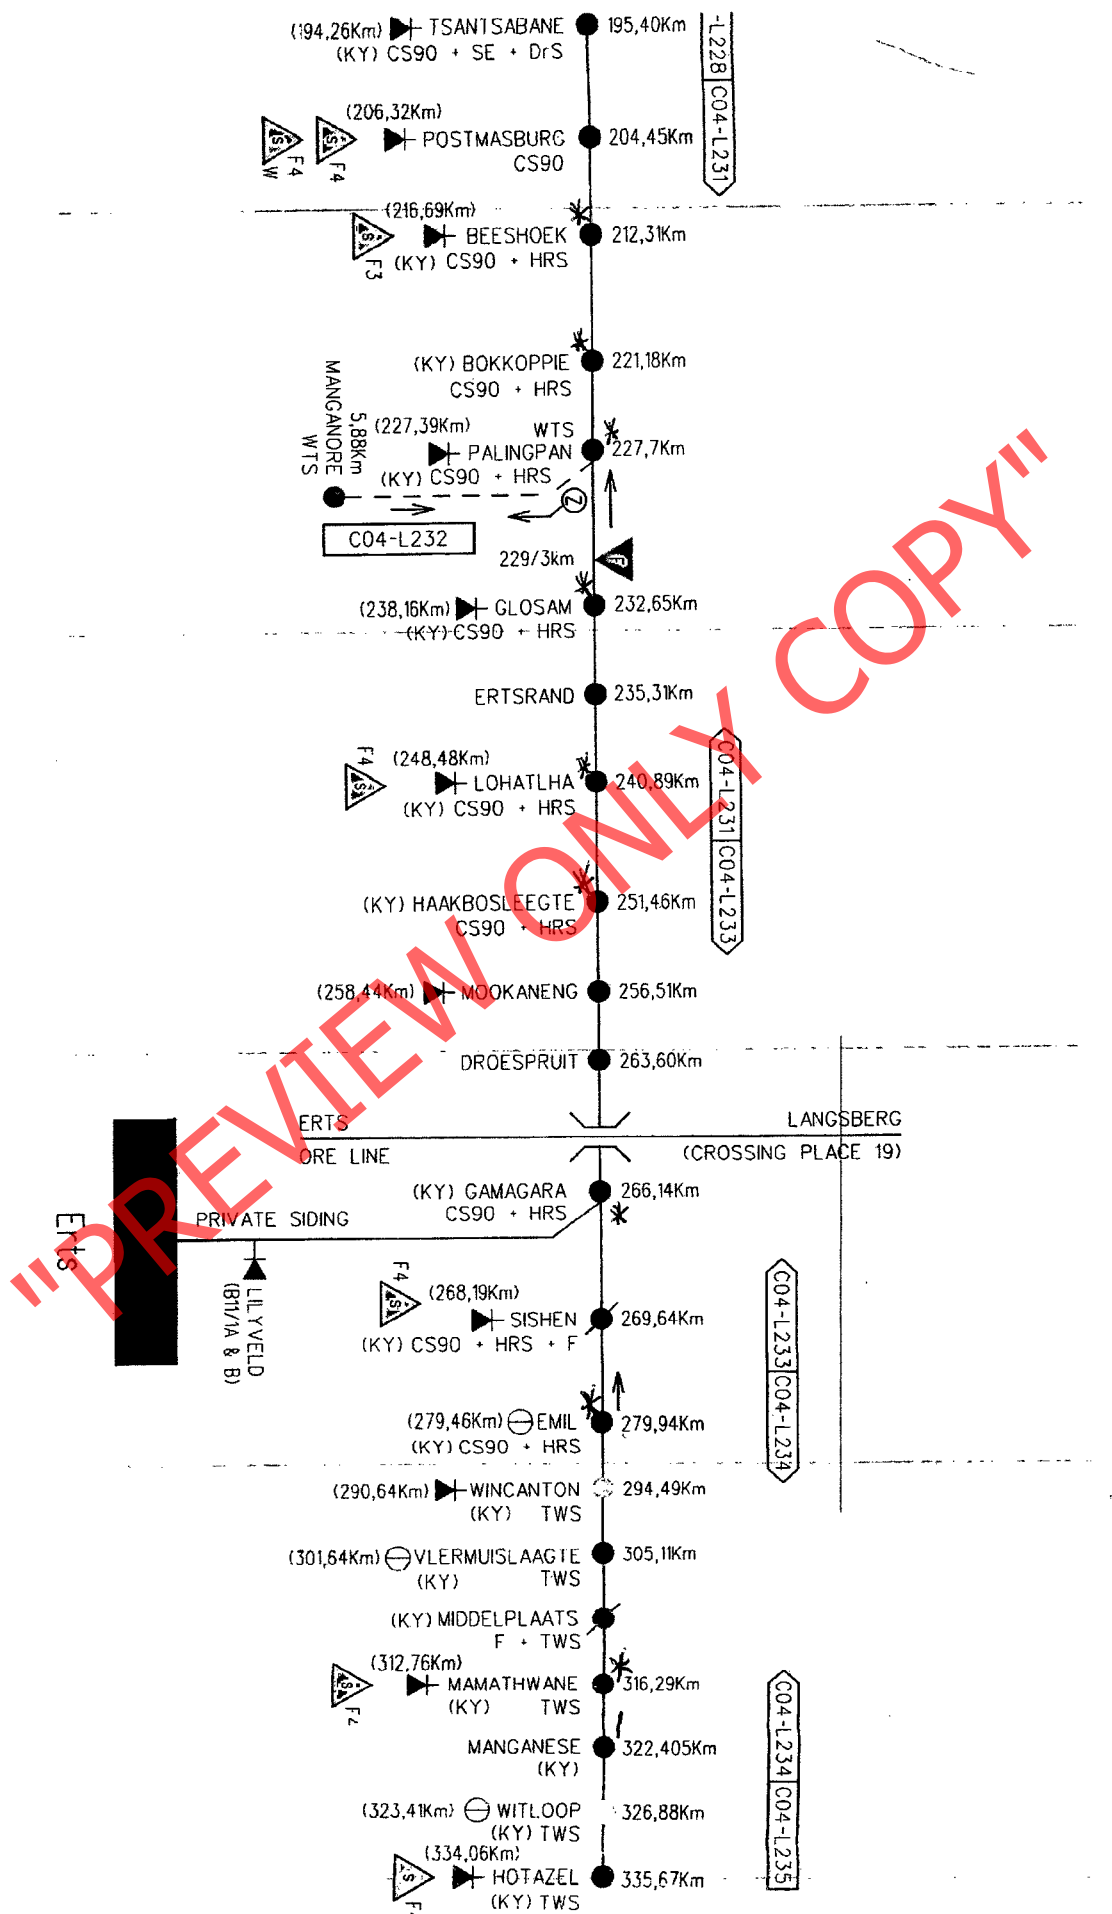 (194,26Km) TSANTSABANE 195,40Km
(KY) CS90 + SE + DrS
-L228 C04-L231
(206,32Km)
POSTMASBURG 204,45Km
CS90
F4
W
F4
(216,69Km)
BEESHOEK 212,31Km
(KY) CS90 + HRS
F3
(KY) BOKKOPPIE 221,18Km
CS90 + HRS
MANGANORE
5,88Km
WTS
(227,39Km) WTS
PALINGPAN 227,7Km
(KY) CS90 + HRS
Z
C04-L232
229/3km
(238,16Km) GLOSAM 232,65Km
(KY) CS90 + HRS
ERTSRAND 235,31Km
F4
(248,48Km)
LOHATLHA 240,89Km
(KY) CS90 + HRS
C04-L231 C04-L233
(KY) HAAKBOSLEEGTE 251,46Km
CS90 + HRS
(258,44Km) MOOKANENG 256,51Km
DROESPRUIT 263,60Km
ERTS LANGSBERG
ORE LINE (CROSSING PLACE 19)
(KY) GAMAGARA 266,14Km
CS90 + HRS
PRIVATE SIDING
Erts
LILYVELD
(B11/1A & B)
F4
(268,19Km)
SISHEN 269,64Km
(KY) CS90 + HRS + F
C04-L233 C04-L234
(279,46Km) EMIL 279,94Km
(KY) CS90 + HRS
(290,64Km) WINCANTON 294,49Km
(KY) TWS
(301,64Km) VLERMUISLAAGTE 305,11Km
(KY) TWS
(KY) MIDDELPLAATS
F + TWS
(312,76Km)
MAMATHWANE 316,29Km
(KY) TWS
F4
MANGANESE 322,405Km
(KY)
C04-L234 C04-L235
(323,41Km) WITLOOP 326,88Km
(KY) TWS
(334,06Km)
HOTAZEL 335,67Km
(KY) TWS
"PREVIEW ONLY COPY"